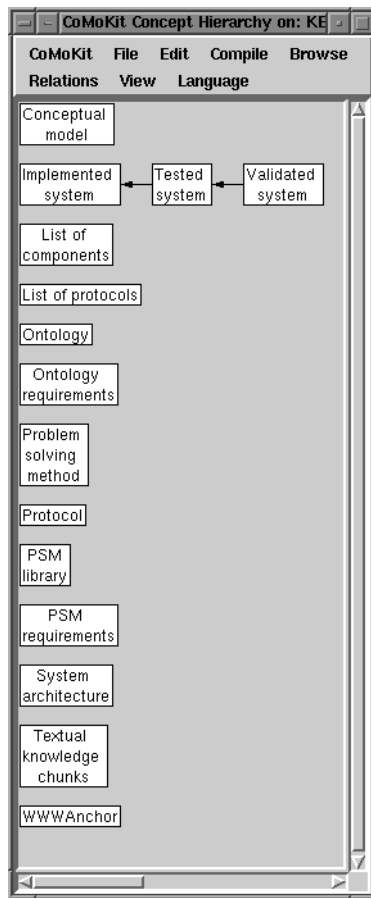 CoMoKit Concept Hierarchy on: KE
CoMoKit File Edit Compile Browse
Relations View Language
Conceptual
model
Implemented
system
Tested
system
Validated
system
List of
components
List of protocols
Ontology
Ontology
requirements
Problem
solving
method
Protocol
PSM
library
PSM
requirements
System
architecture
Textual
knowledge
chunks
WWWAnchor